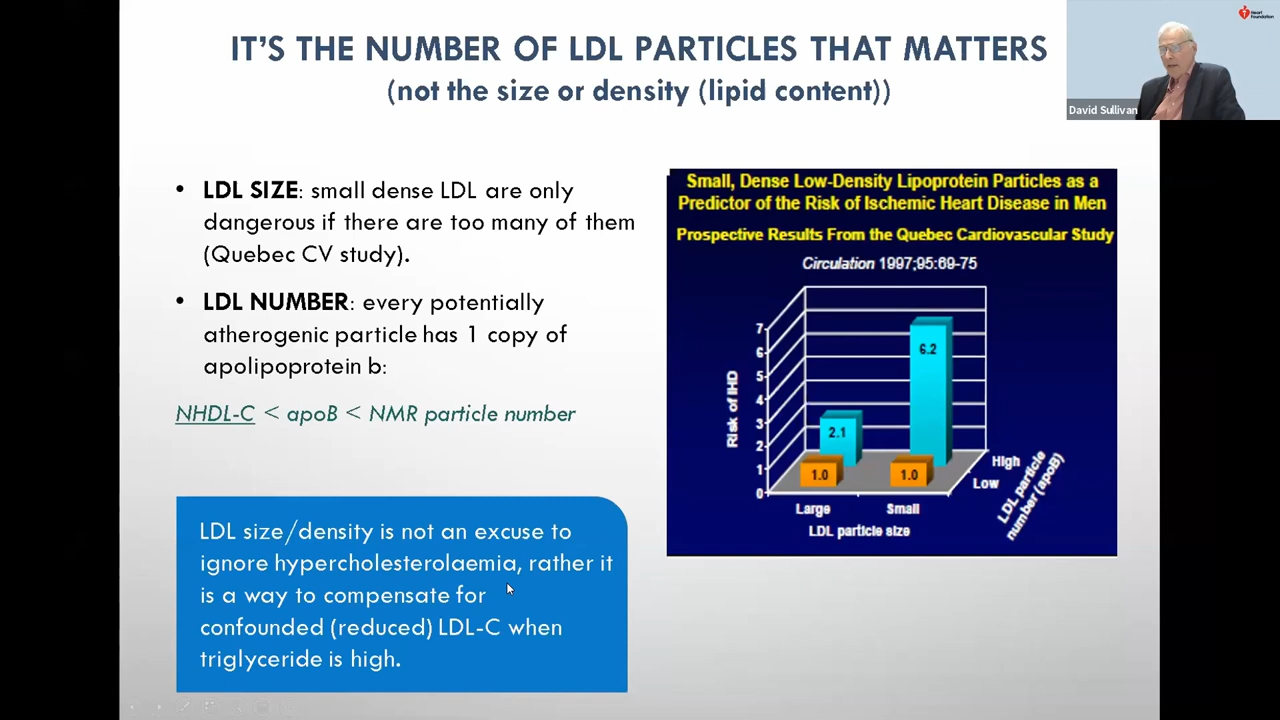 IT'S THE NUMBER OF LDL PARTICLES THAT MATTERS
(not the size or density (lipid content))
Heart
Foundation
David Sullivan
• LDL SIZE: small dense LDL are only
dangerous if there are too many of them
(Quebec CV study).
• LDL NUMBER: every potentially
atherogenic particle has 1 copy of
apolipoprotein b:
NHDL-C < apoB < NMR particle number
LDL size/density is not an excuse to
ignore hypercholesterolaemia, rather it
is a way to compensate for
confounded (reduced) LDL-C when
triglyceride is high.
Small, Dense Low-Density Lipoprotein Particles as a
Predictor of the Risk of Ischemic Heart Disease in Men
Prospective Results From the Quebec Cardiovascular Study
Circulation 1997;95:69-75
Risk of IHD
7
6
5
4
3
2
1
0
2.1
6.2
1.0
1.0
High
Low
Large
Small
LDL particle size
LDL particle
number (apoB)